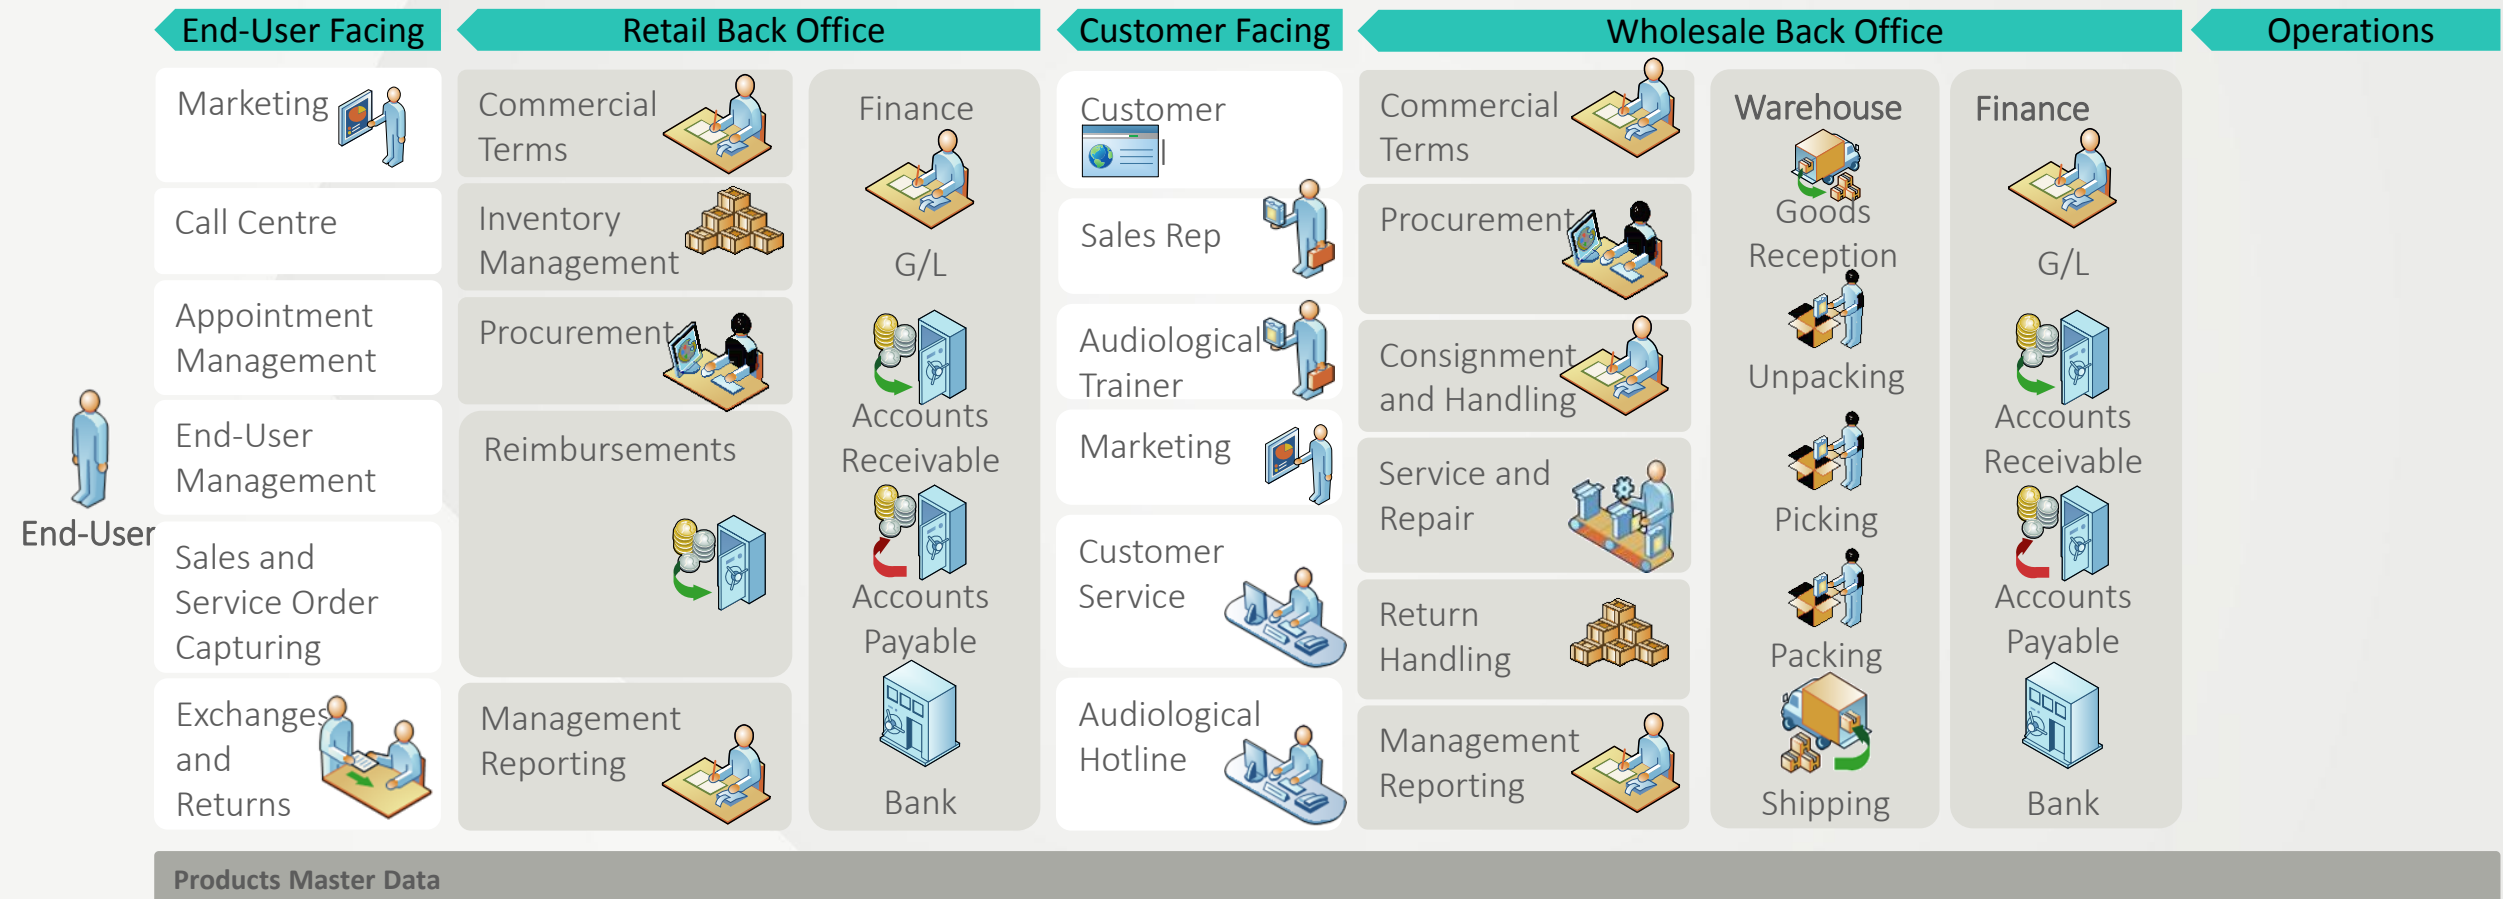 End-User Facing
Retail Back Office
Customer Facing
Wholesale Back Office
Operations
End-User
Marketing
Call Centre
Appointment
Management
End-User
Management
Sales and
Service Order
Capturing
Exchanges
and
Returns
Commercial
Terms
Inventory
Management
Procurement
Reimbursements
Management
Reporting
Finance
G/L
Accounts
Receivable
Accounts
Payable
Bank
Customer
Sales Rep
Audiological
Trainer
Marketing
Customer
Service
Audiological
Hotline
Commercial
Terms
Procurement
Consignment
and Handling
Service and
Repair
Return
Handling
Management
Reporting
Warehouse
Goods
Reception
Unpacking
Picking
Packing
Shipping
Finance
G/L
Accounts
Receivable
Accounts
Payable
Bank
Products Master Data